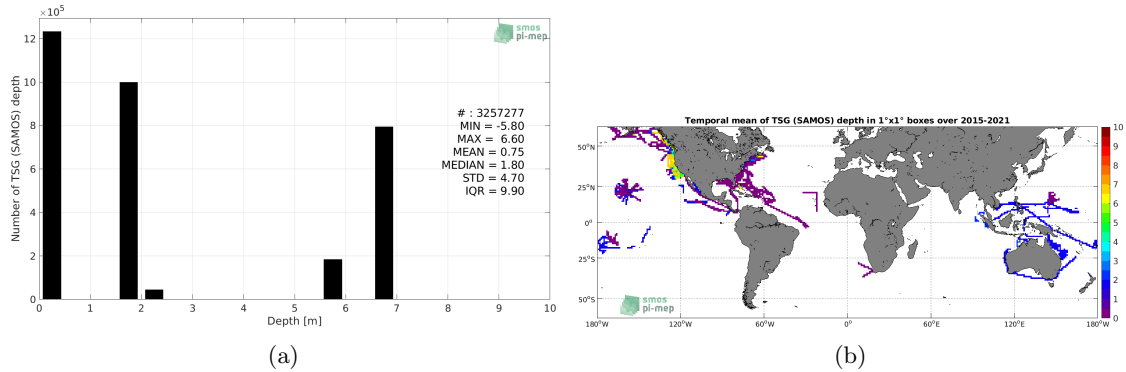 ×10⁵
12
10
8
6
4
2
0
Number of TSG (SAMOS) depth
smos
pi-mep
# : 3257277
MIN = -5.80
MAX = 6.60
MEAN = 0.75
MEDIAN = 1.80
STD = 4.70
IQR = 9.90
0 1 2 3 4 5 6 7 8 9 10
Depth [m]
(a)
Temporal mean of TSG (SAMOS) depth in 1°x1° boxes over 2015-2021
50°N
25°N
0°
25°S
50°S
smos
pi-mep
180°W 120°W 60°W 0°E 60°E 120°E 180°W
10
9
8
7
6
5
4
3
2
1
0
(b)